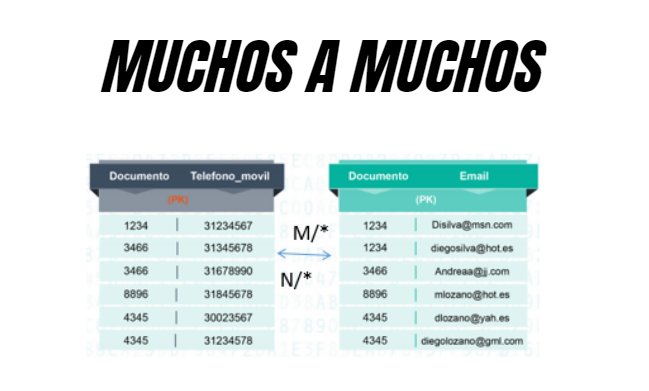 MUCHOS A MUCHOS
Documento Telefono_movil
(PK)
1234 31234567
3466 31345678
3466 31678990
8896 31845678
4345 30023567
4345 31234578
M/*
N/*
Documento Email
(PK)
1234 Disilva@msn.com
1234 diegosilva@hot.es
3466 Andreaa@jj.com
8896 mlozano@hot.es
4345 dlozano@yah.es
4345 diegolozano@gml.com